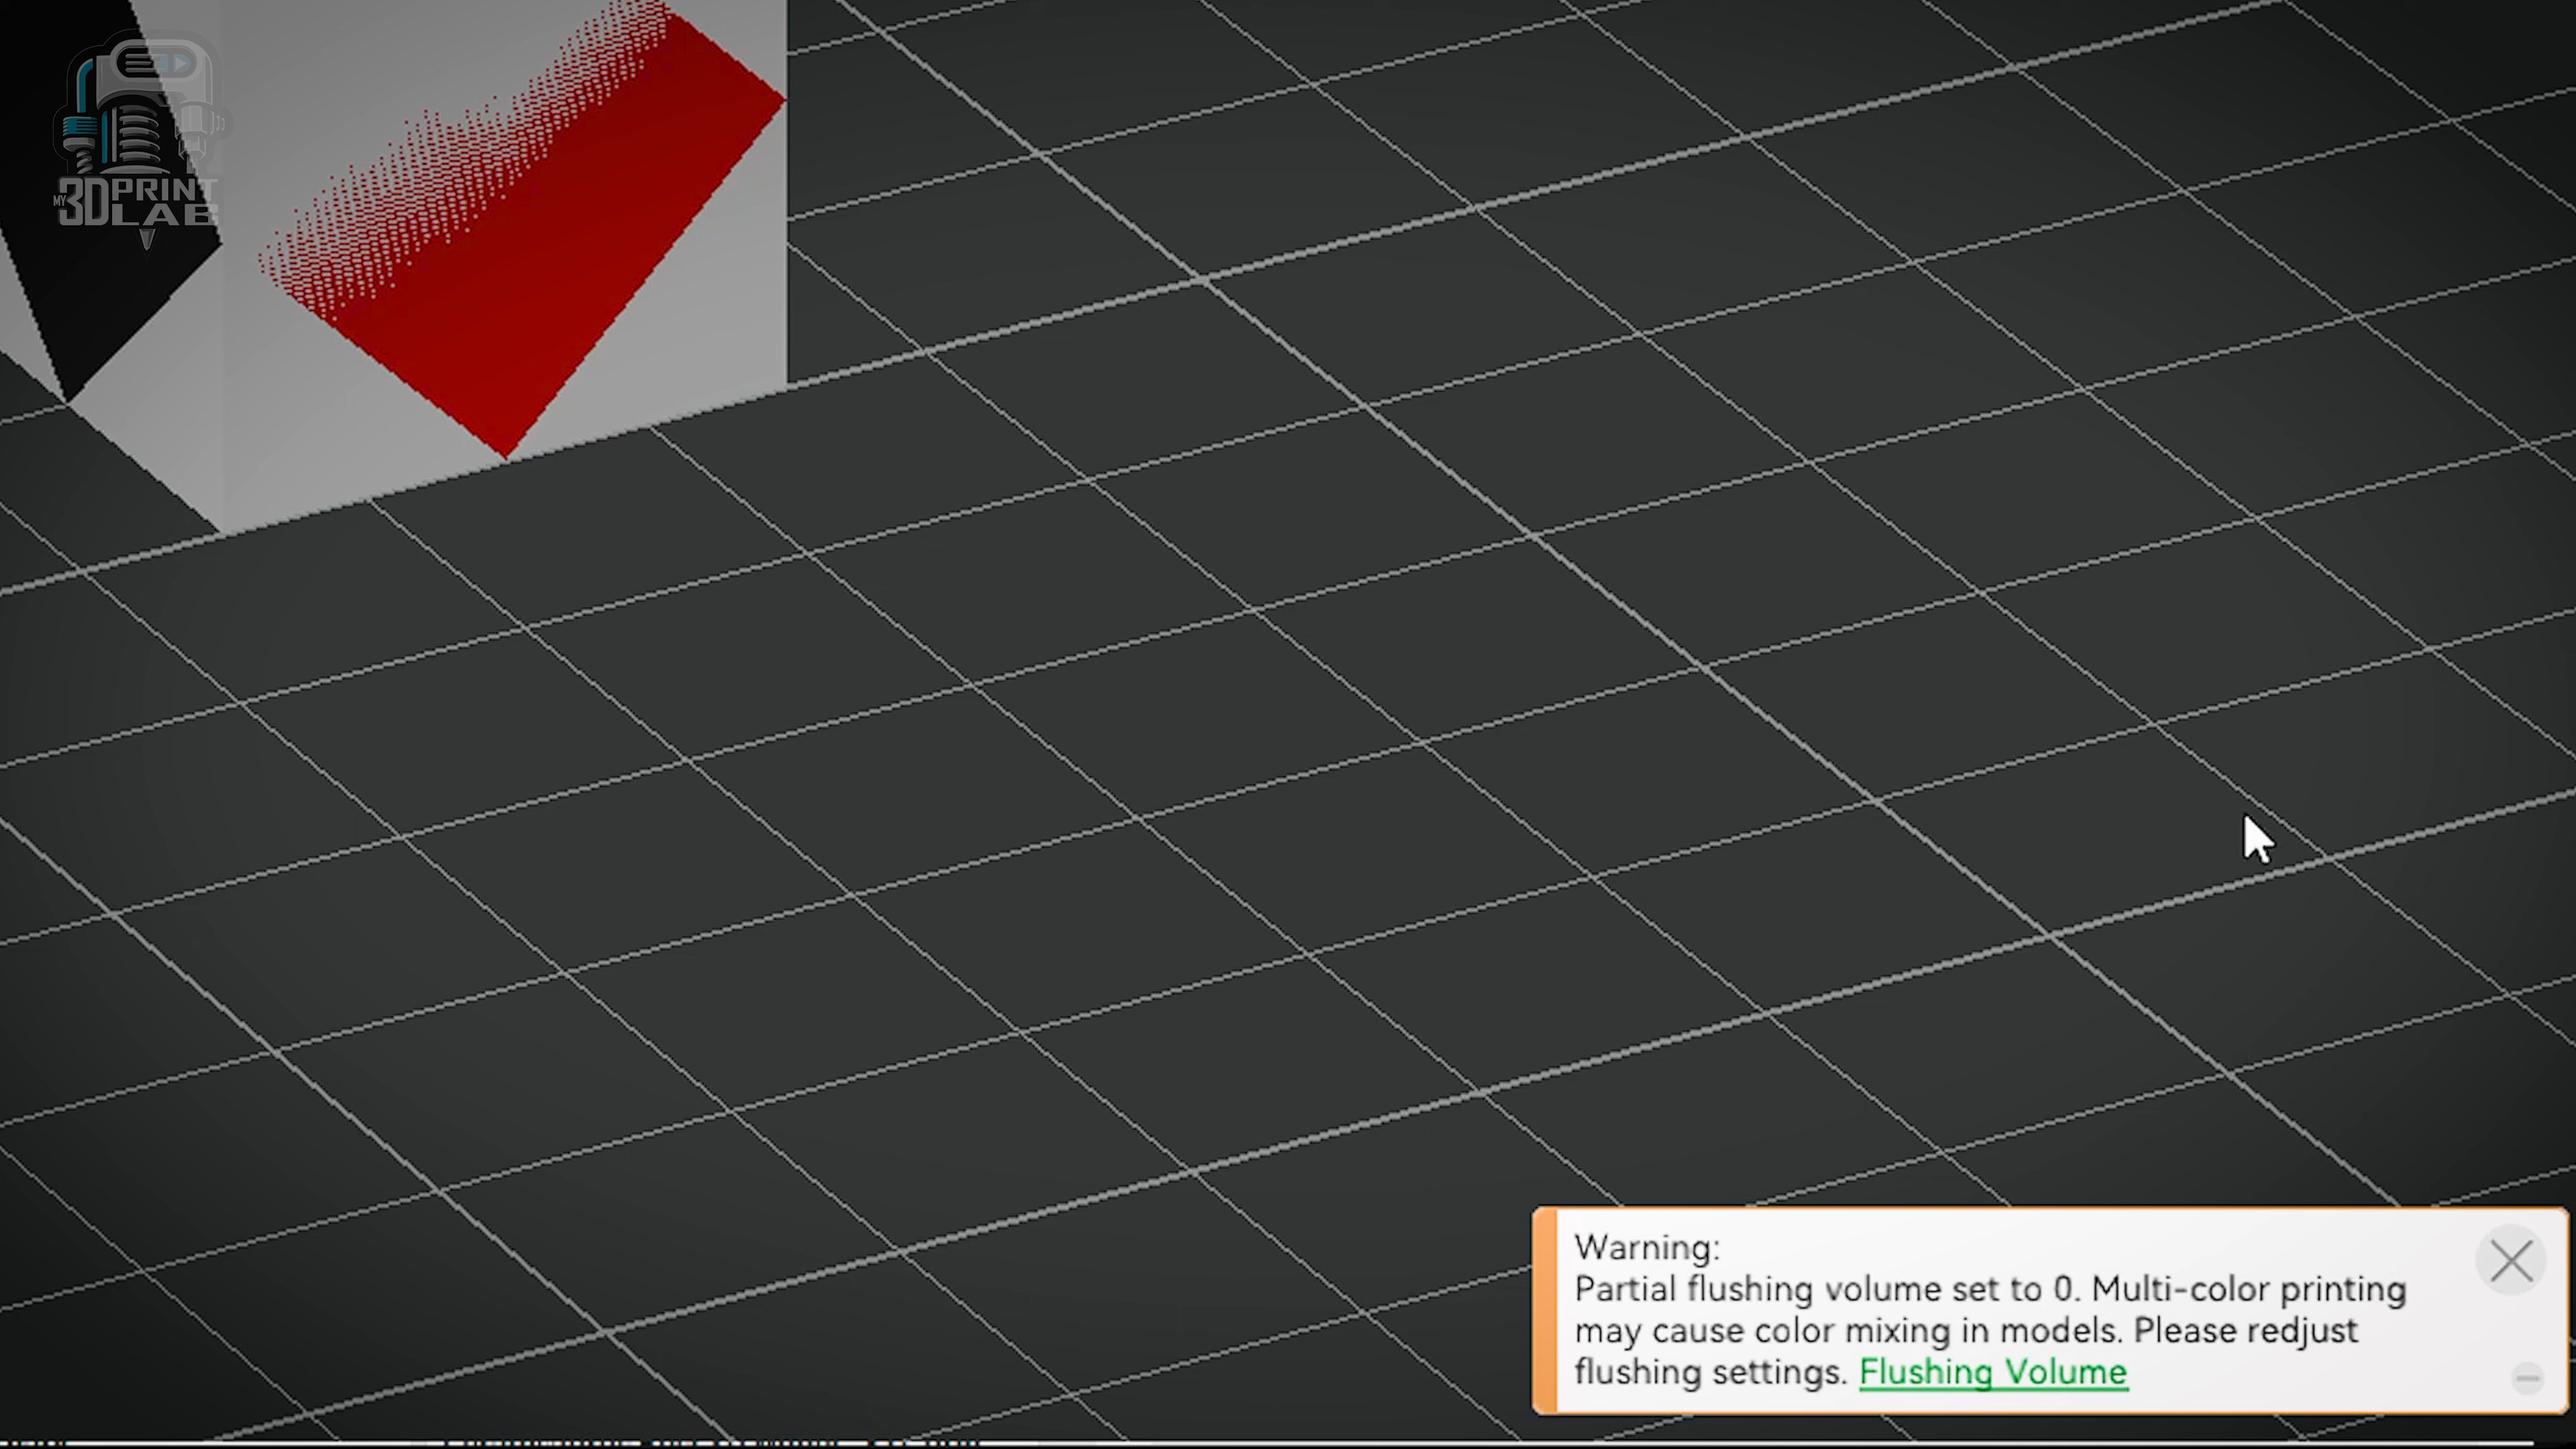 MY 3D PRINT LAB
Warning:
Partial flushing volume set to 0. Multi-color printing
may cause color mixing in models. Please redjust
flushing settings. Flushing Volume